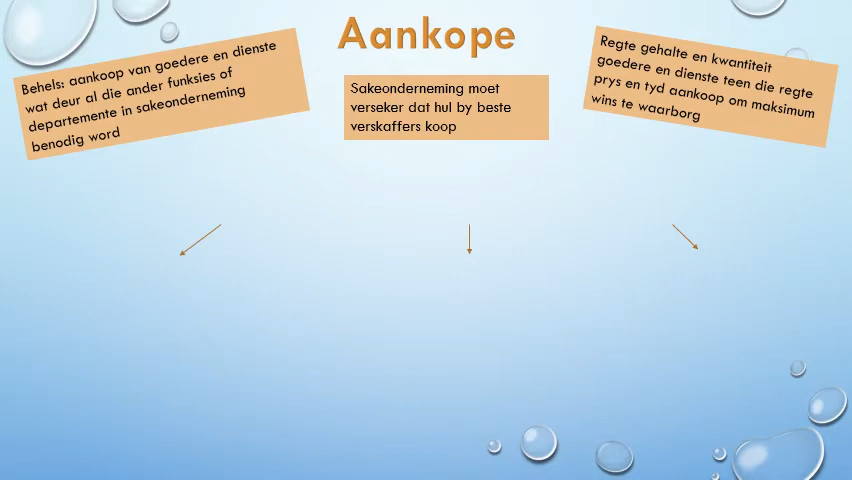 Aankope
Behels: aankoop van goedere en dienste
wat deur al die ander funksies of
departemente in sakeonderneming
benodig word
Sakeonderneming moet
verseker dat hul by beste
verskaffers koop
Regte gehalte en kwantiteit
goedere en dienste teen die regte
prys en tyd aankoop om maksimum
wins te waarborg